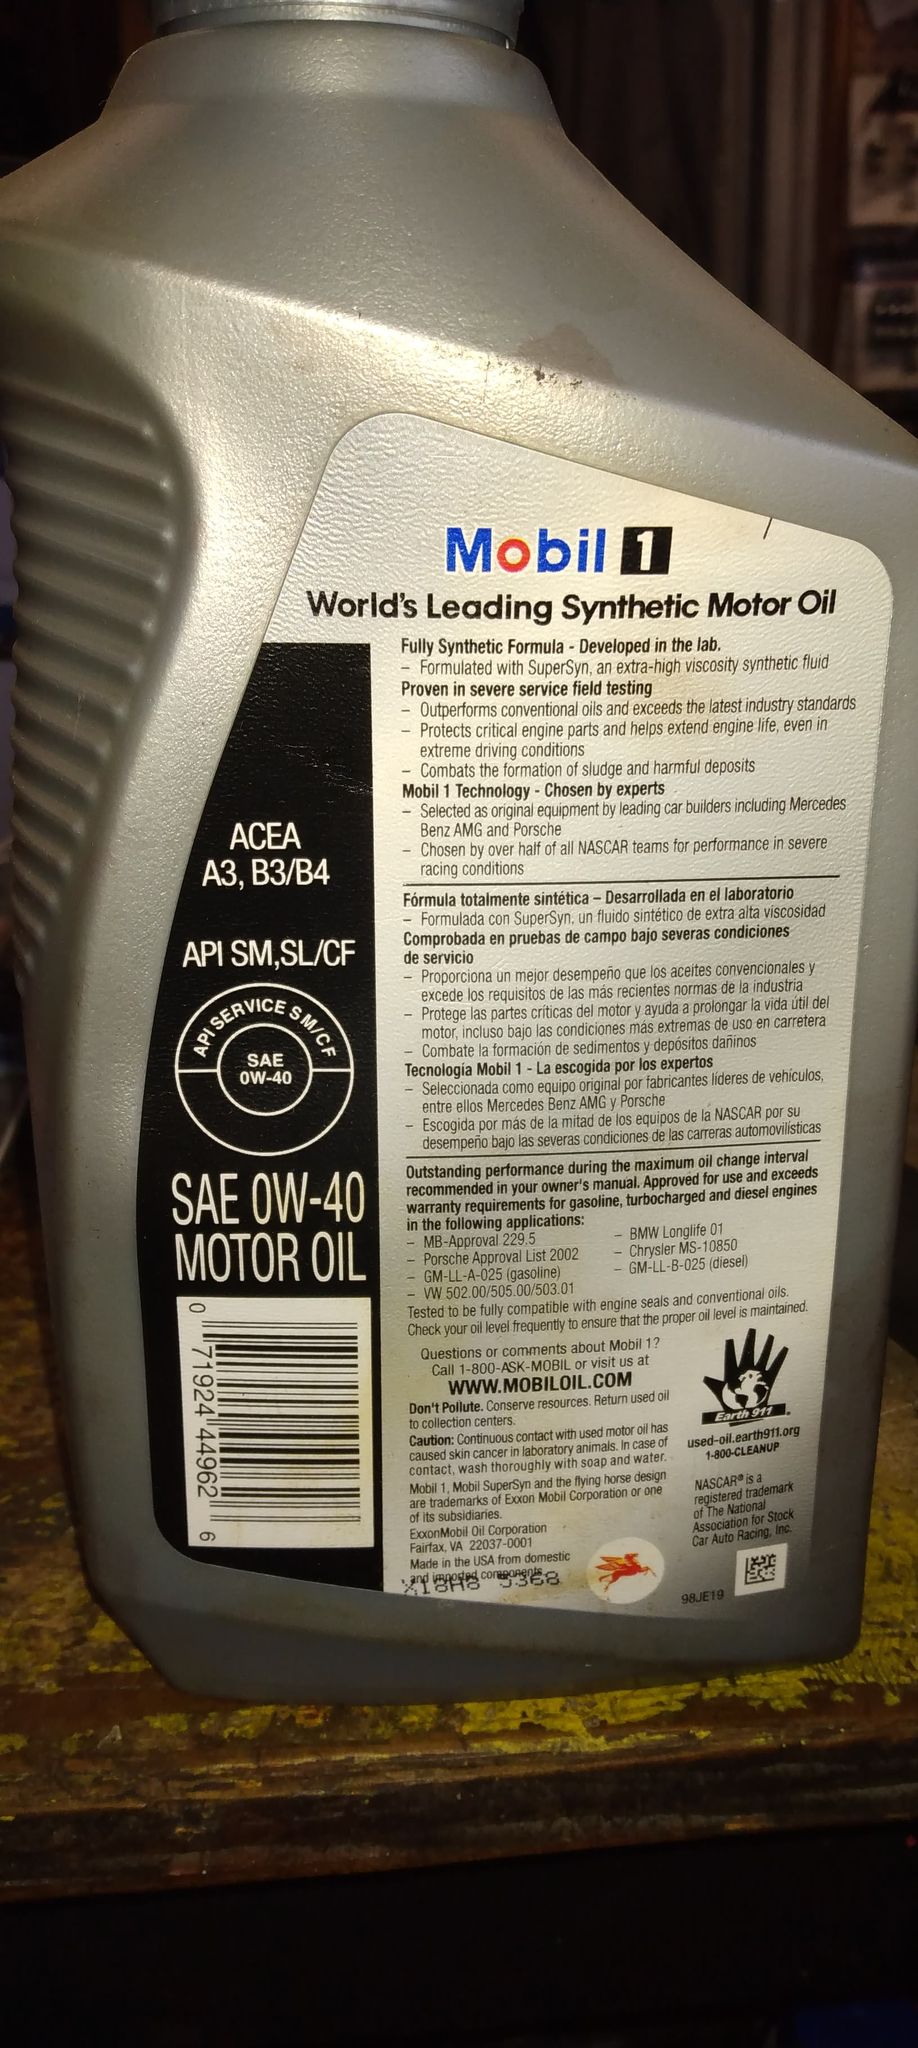 Mobil 1
World's Leading Synthetic Motor Oil
Fully Synthetic Formula - Developed in the lab.
– Formulated with SuperSyn, an extra-high viscosity synthetic fluid
Proven in severe service field testing
– Outperforms conventional oils and exceeds the latest industry standards
– Protects critical engine parts and helps extend engine life, even in
extreme driving conditions
– Combats the formation of sludge and harmful deposits
Mobil 1 Technology - Chosen by experts
– Selected as original equipment by leading car builders including Mercedes
Benz AMG and Porsche
– Chosen by over half of all NASCAR teams for performance in severe
racing conditions
Fórmula totalmente sintética – Desarrollada en el laboratorio
– Formulada con SuperSyn, un fluido sintético de extra alta viscosidad
Comprobada en pruebas de campo bajo severas condiciones
de servicio
– Proporciona un mejor desempeño que los aceites convencionales y
excede los requisitos de las más recientes normas de la industria
– Protege las partes críticas del motor y ayuda a prolongar la vida útil del
motor, incluso bajo las condiciones más extremas de uso en carretera
– Combate la formación de sedimentos y depósitos dañinos
Tecnología Mobil 1 - La escogida por los expertos
– Seleccionada como equipo original por fabricantes líderes de vehículos,
entre ellos Mercedes Benz AMG y Porsche
– Escogida por más de la mitad de los equipos de la NASCAR por su
desempeño bajo las severas condiciones de las carreras automovilísticas
Outstanding performance during the maximum oil change interval
recommended in your owner's manual. Approved for use and exceeds
warranty requirements for gasoline, turbocharged and diesel engines
in the following applications:
– MB-Approval 229.5
– Porsche Approval List 2002
– GM-LL-A-025 (gasoline)
– VW 502.00/505.00/503.01
– BMW Longlife 01
– Chrysler MS-10850
– GM-LL-B-025 (diesel)
Tested to be fully compatible with engine seals and conventional oils.
Check your oil level frequently to ensure that the proper oil level is maintained.
Questions or comments about Mobil 1?
Call 1-800-ASK-MOBIL or visit us at
WWW.MOBILOIL.COM
Don't Pollute. Conserve resources. Return used oil
to collection centers.
Caution: Continuous contact with used motor oil has
caused skin cancer in laboratory animals. In case of
contact, wash thoroughly with soap and water.
Mobil 1, Mobil SuperSyn and the flying horse design
are trademarks of Exxon Mobil Corporation or one
of its subsidiaries.
ExxonMobil Oil Corporation
Fairfax, VA 22037-0001
Made in the USA from domestic
and imported components
X18H8 J368
Earth 911®
used-oil.earth911.org
1-800-CLEANUP
NASCAR® is a
registered trademark
of The National
Association for Stock
Car Auto Racing, Inc.
98JE19
ACEA
A3, B3/B4
API SM,SL/CF
API SERVICE SM/CF
SAE
0W-40
SAE 0W-40
MOTOR OIL
0 71924 44962 6